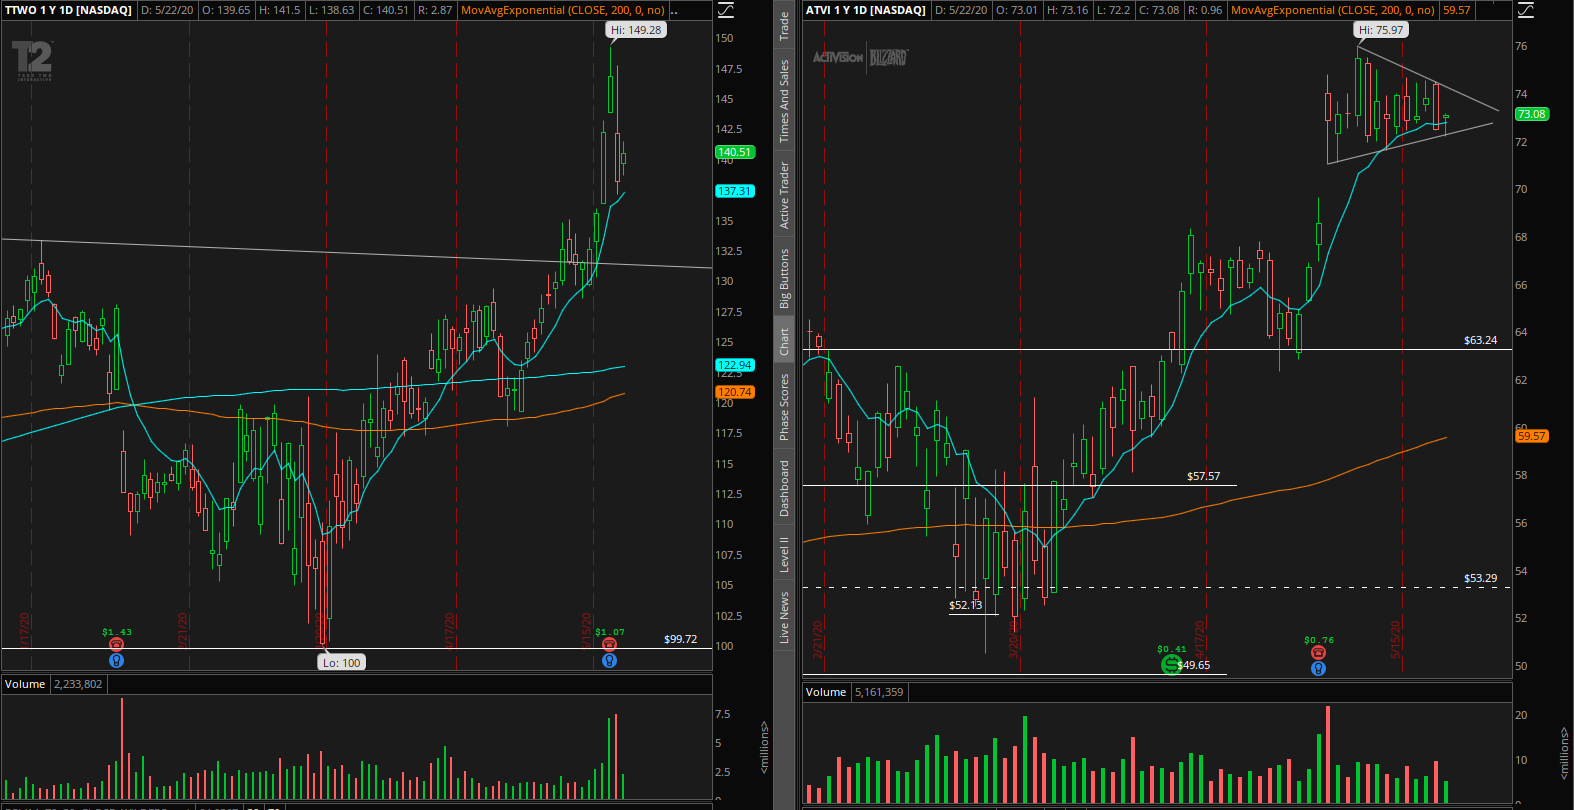 TTWO 1 Y 1D [NASDAQ] D: 5/22/20 O: 139.65 H: 141.5 L: 138.63 C: 140.51 R: 2.87 MovAvgExponential (CLOSE, 200, 0, no) ..
T2
TAKE TWO
INTERACTIVE
Hi: 149.28
150
147.5
145
142.5
140.51
140
137.31
135
132.5
130
127.5
125
122.94
122.5
120.74
120
117.5
115
112.5
110
107.5
105
102.5
100
$1.43
$1.07
$99.72
Lo: 100
/17/20
/21/20
/17/20
/15/20
Volume 2,233,802
7.5
5
2.5
<millions>
Trade
Times And Sales
Active Trader
Big Buttons
Chart
Phase Scores
Dashboard
Level II
Live News
ATVI 1 Y 1D [NASDAQ] D: 5/22/20 O: 73.01 H: 73.16 L: 72.2 C: 73.08 R: 0.96 MovAvgExponential (CLOSE, 200, 0, no) 59.57
ACTIVISION BLIZZARD
Hi: 75.97
76
74
73.08
72
70
68
66
64
$63.24
62
60
59.57
58
$57.57
56
54
$53.29
$52.13
52
50
$0.41
$49.65
$0.76
2/21/20
3/20/20
4/17/20
5/15/20
Volume 5,161,359
20
10
0
<millions>